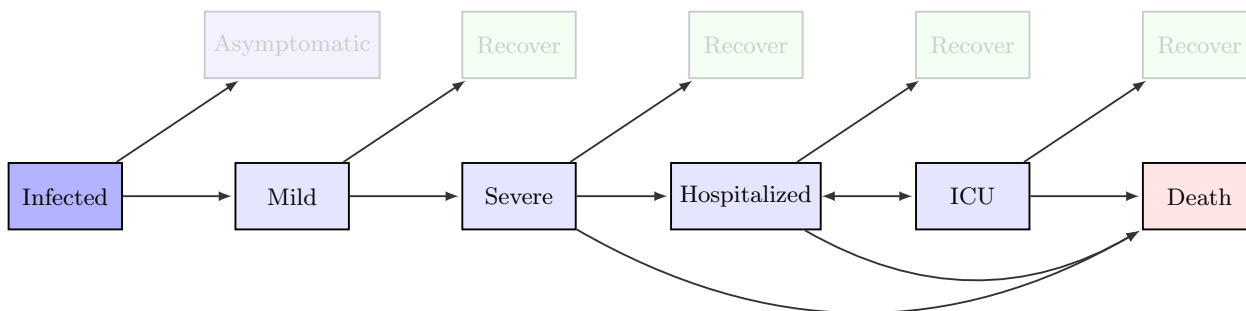 Asymptomatic
Recover
Recover
Recover
Recover
Infected
Mild
Severe
Hospitalized
ICU
Death